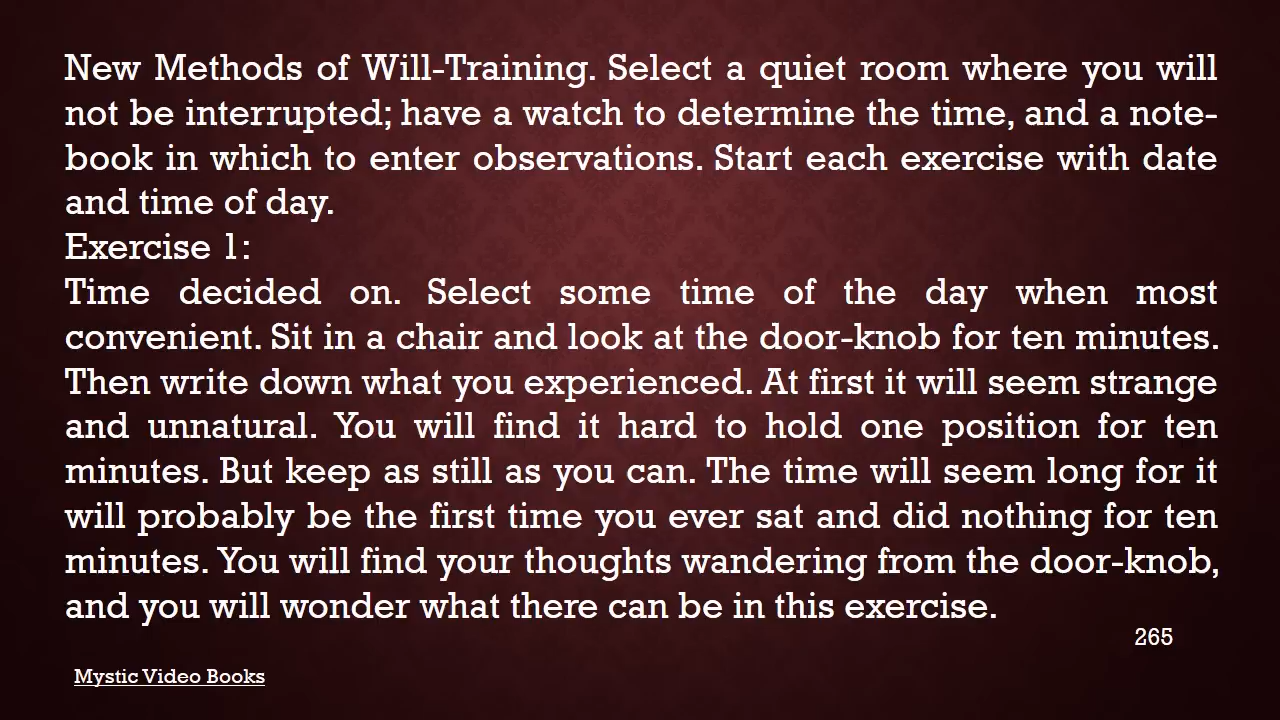 New Methods of Will-Training. Select a quiet room where you will
not be interrupted; have a watch to determine the time, and a note-
book in which to enter observations. Start each exercise with date
and time of day.
Exercise 1:
Time decided on. Select some time of the day when most
convenient. Sit in a chair and look at the door-knob for ten minutes.
Then write down what you experienced. At first it will seem strange
and unnatural. You will find it hard to hold one position for ten
minutes. But keep as still as you can. The time will seem long for it
will probably be the first time you ever sat and did nothing for ten
minutes. You will find your thoughts wandering from the door-knob,
and you will wonder what there can be in this exercise.
265
Mystic Video Books